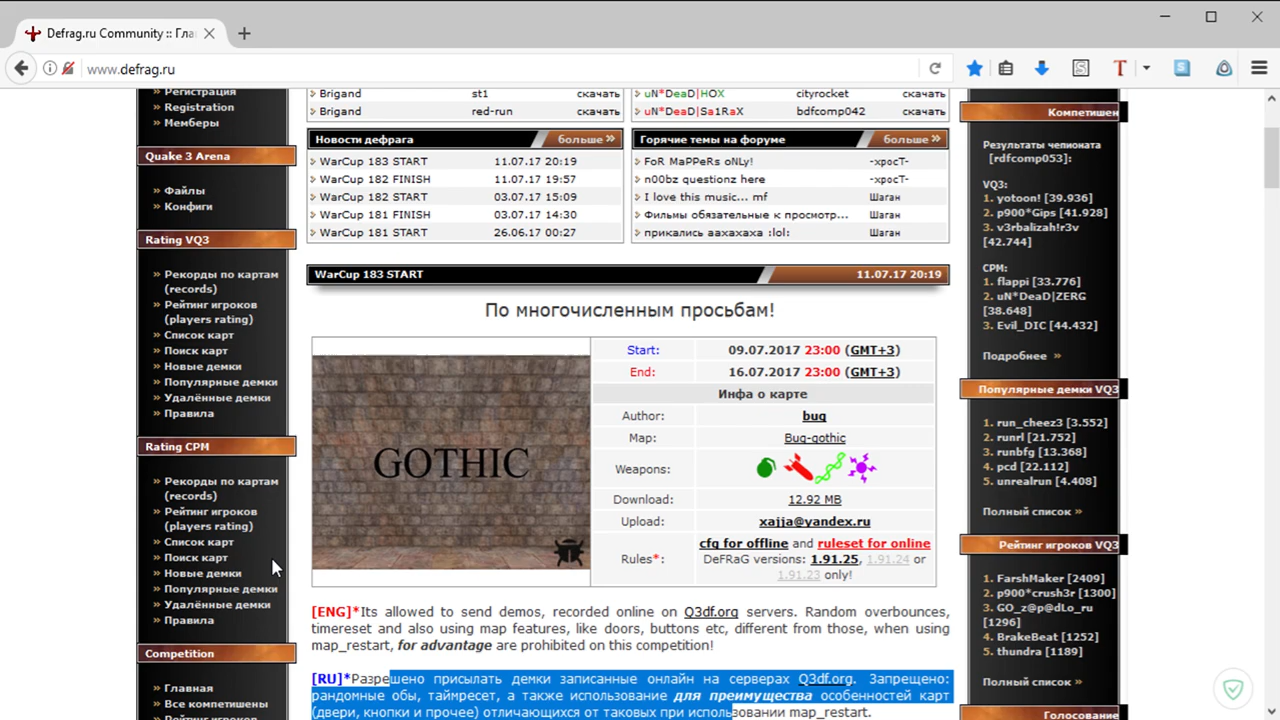 Defrag.ru Community :: Гла
www.defrag.ru
Регистрация
Registration
Мемберы
Quake 3 Arena
Файлы
Конфиги
Rating VQ3
Рекорды по картам
(records)
Рейтинг игроков
(players rating)
Список карт
Поиск карт
Новые демки
Популярные демки
Удалённые демки
Правила
Rating CPM
Рекорды по картам
(records)
Рейтинг игроков
(players rating)
Список карт
Поиск карт
Новые демки
Популярные демки
Удалённые демки
Правила
Competition
Главная
Все компетишены
Рейтинг игроков
Brigand st1 скачать
Brigand red-run скачать
uN*DeaD|HOX cityrocket скачать
uN*DeaD|Sa1RaX bdfcomp042 скачать
Новости дефрага больше »
WarCup 183 START 11.07.17 20:19
WarCup 182 FINISH 11.07.17 19:57
WarCup 182 START 03.07.17 15:09
WarCup 181 FINISH 03.07.17 14:30
WarCup 181 START 26.06.17 00:27
Горячие темы на форуме больше »
FoR MaPPeRs oNLy! -хросТ-
n00bz questionz here -хросТ-
I love this music... mf Шаган
Фильмы обязательные к просмотр... Шаган
прикались аахахаха :lol: Шаган
WarCup 183 START 11.07.17 20:19
По многочисленным просьбам!
GOTHIC
Start: 09.07.2017 23:00 (GMT+3)
End: 16.07.2017 23:00 (GMT+3)
Инфа о карте
Author: bug
Map: Bug-gothic
Weapons:
Download: 12.92 MB
Upload: xajja@yandex.ru
Rules*: cfg for offline and ruleset for online
DeFRaG versions: 1.91.25, 1.91.24 or
1.91.23 only!
[ENG]*Its allowed to send demos, recorded online on Q3df.org servers. Random overbounces,
timereset and also using map features, like doors, buttons etc, different from those, when using
map_restart, for advantage are prohibited on this competition!
[RU]*Разрешено присылать демки записанные онлайн на серверах Q3df.org. Запрещено:
рандомные обы, таймресет, а также использование для преимущества особенностей карт
(двери, кнопки и прочее) отличающихся от таковых при использовании map_restart.
Компетишен
Результаты чемпионата
[rdfcomp053]:
VQ3:
1. yotoon! [39.936]
2. p900*Gips [41.928]
3. v3rbalizah!r3v
[42.744]
CPM:
1. flappi [33.776]
2. uN*DeaD|ZERG
[38.648]
3. Evil_DIC [44.432]
Подробнее »
Популярные демки VQ3
1. run_cheez3 [3.552]
2. runrl [21.752]
3. runbfg [13.368]
4. pcd [22.112]
5. unrealrun [4.408]
Полный список »
Рейтинг игроков VQ3
1. FarshMaker [2409]
2. p900*crush3r [1300]
3. GO_z@p@dLo_ru
[1296]
4. BrakeBeat [1252]
5. thundra [1189]
Полный список »
Голосование